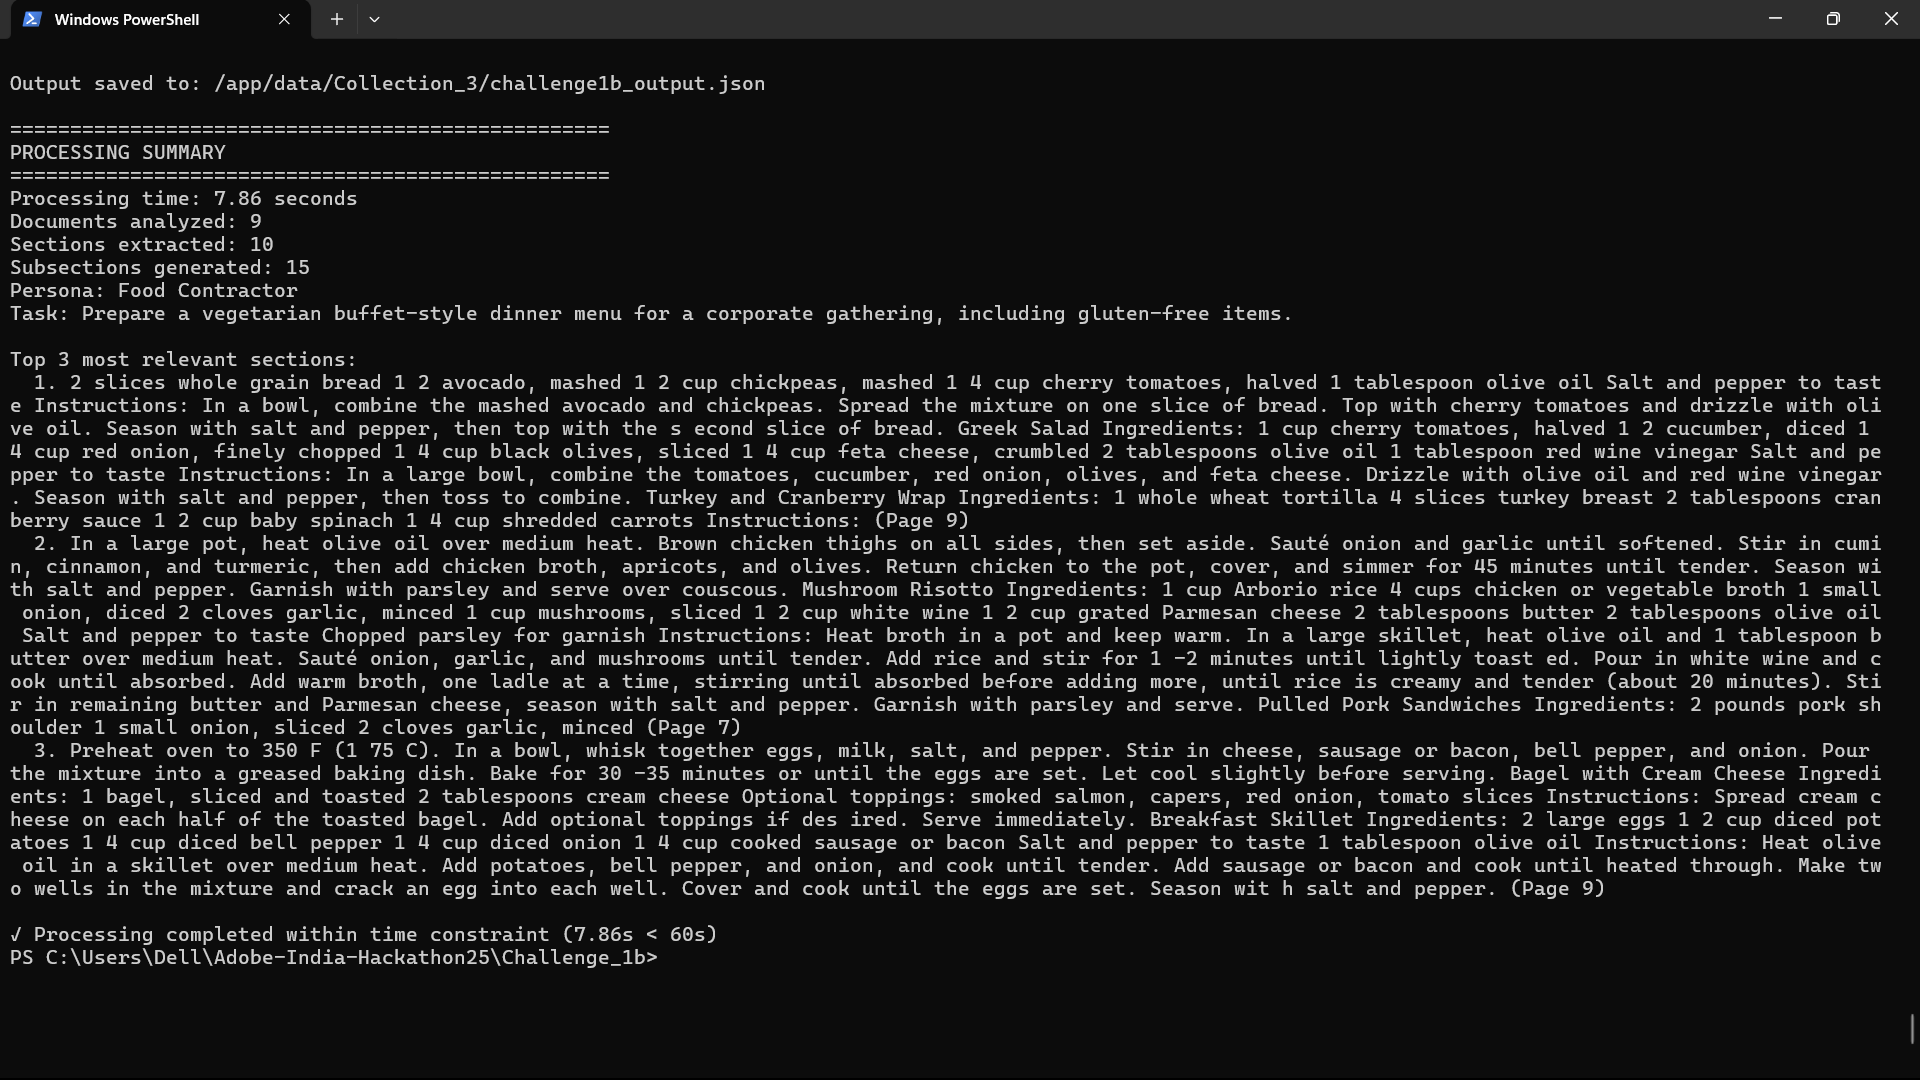 Windows PowerShell
Output saved to: /app/data/Collection_3/challenge1b_output.json
==================================================
PROCESSING SUMMARY
==================================================
Processing time: 7.86 seconds
Documents analyzed: 9
Sections extracted: 10
Subsections generated: 15
Persona: Food Contractor
Task: Prepare a vegetarian buffet-style dinner menu for a corporate gathering, including gluten-free items.
Top 3 most relevant sections:
  1. 2 slices whole grain bread 1 2 avocado, mashed 1 2 cup chickpeas, mashed 1 4 cup cherry tomatoes, halved 1 tablespoon olive oil Salt and pepper to tast
e Instructions: In a bowl, combine the mashed avocado and chickpeas. Spread the mixture on one slice of bread. Top with cherry tomatoes and drizzle with oli
ve oil. Season with salt and pepper, then top with the s econd slice of bread. Greek Salad Ingredients: 1 cup cherry tomatoes, halved 1 2 cucumber, diced 1
4 cup red onion, finely chopped 1 4 cup black olives, sliced 1 4 cup feta cheese, crumbled 2 tablespoons olive oil 1 tablespoon red wine vinegar Salt and pe
pper to taste Instructions: In a large bowl, combine the tomatoes, cucumber, red onion, olives, and feta cheese. Drizzle with olive oil and red wine vinegar
. Season with salt and pepper, then toss to combine. Turkey and Cranberry Wrap Ingredients: 1 whole wheat tortilla 4 slices turkey breast 2 tablespoons cran
berry sauce 1 2 cup baby spinach 1 4 cup shredded carrots Instructions: (Page 9)
  2. In a large pot, heat olive oil over medium heat. Brown chicken thighs on all sides, then set aside. Sauté onion and garlic until softened. Stir in cumi
n, cinnamon, and turmeric, then add chicken broth, apricots, and olives. Return chicken to the pot, cover, and simmer for 45 minutes until tender. Season wi
th salt and pepper. Garnish with parsley and serve over couscous. Mushroom Risotto Ingredients: 1 cup Arborio rice 4 cups chicken or vegetable broth 1 small
 onion, diced 2 cloves garlic, minced 1 cup mushrooms, sliced 1 2 cup white wine 1 2 cup grated Parmesan cheese 2 tablespoons butter 2 tablespoons olive oil
 Salt and pepper to taste Chopped parsley for garnish Instructions: Heat broth in a pot and keep warm. In a large skillet, heat olive oil and 1 tablespoon b
utter over medium heat. Sauté onion, garlic, and mushrooms until tender. Add rice and stir for 1 -2 minutes until lightly toast ed. Pour in white wine and c
ook until absorbed. Add warm broth, one ladle at a time, stirring until absorbed before adding more, until rice is creamy and tender (about 20 minutes). Sti
r in remaining butter and Parmesan cheese, season with salt and pepper. Garnish with parsley and serve. Pulled Pork Sandwiches Ingredients: 2 pounds pork sh
oulder 1 small onion, sliced 2 cloves garlic, minced (Page 7)
  3. Preheat oven to 350 F (1 75 C). In a bowl, whisk together eggs, milk, salt, and pepper. Stir in cheese, sausage or bacon, bell pepper, and onion. Pour
the mixture into a greased baking dish. Bake for 30 -35 minutes or until the eggs are set. Let cool slightly before serving. Bagel with Cream Cheese Ingredi
ents: 1 bagel, sliced and toasted 2 tablespoons cream cheese Optional toppings: smoked salmon, capers, red onion, tomato slices Instructions: Spread cream c
heese on each half of the toasted bagel. Add optional toppings if des ired. Serve immediately. Breakfast Skillet Ingredients: 2 large eggs 1 2 cup diced pot
atoes 1 4 cup diced bell pepper 1 4 cup diced onion 1 4 cup cooked sausage or bacon Salt and pepper to taste 1 tablespoon olive oil Instructions: Heat olive
 oil in a skillet over medium heat. Add potatoes, bell pepper, and onion, and cook until tender. Add sausage or bacon and cook until heated through. Make tw
o wells in the mixture and crack an egg into each well. Cover and cook until the eggs are set. Season wit h salt and pepper. (Page 9)
√ Processing completed within time constraint (7.86s < 60s)
PS C:\Users\Dell\Adobe-India-Hackathon25\Challenge_1b>